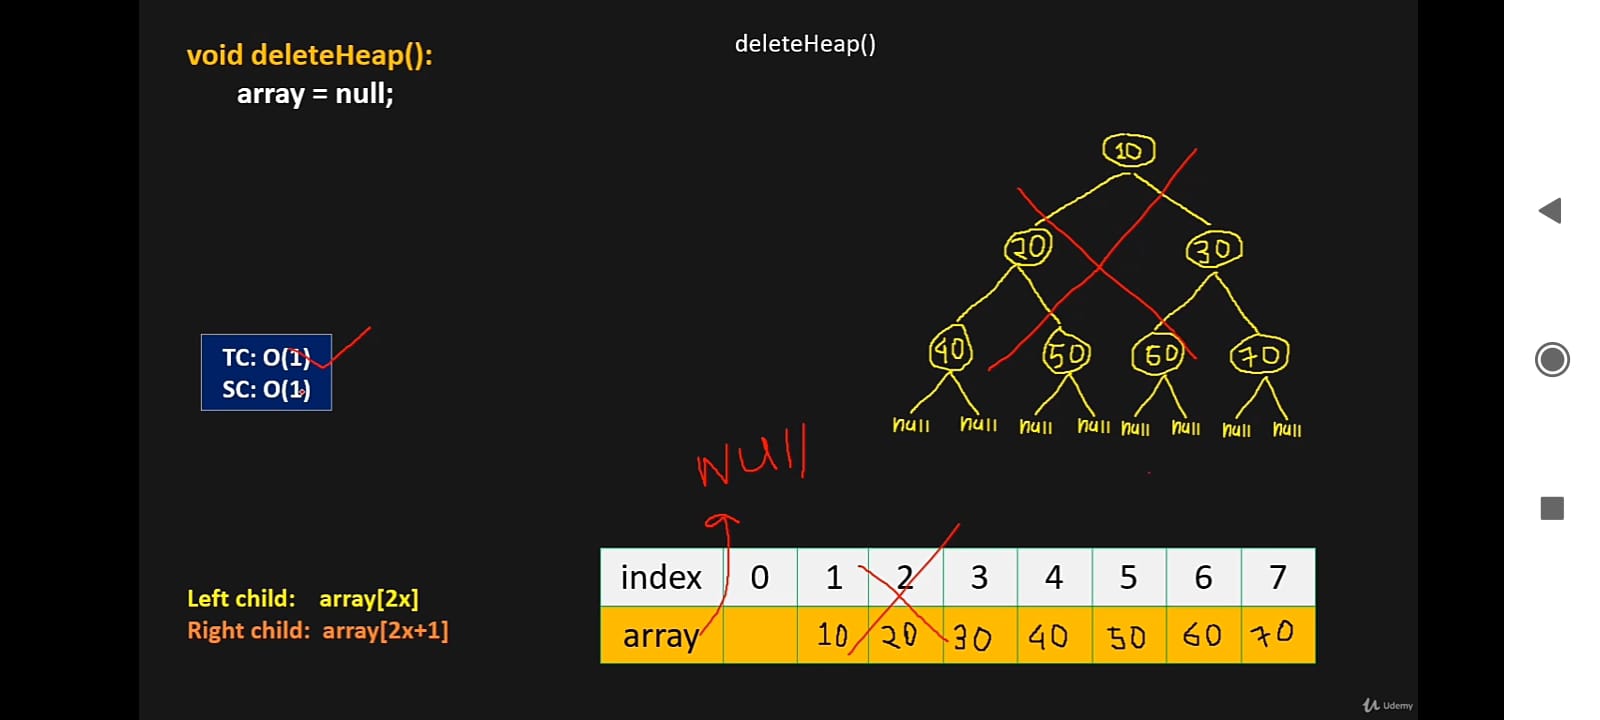 deleteHeap()
void deleteHeap():
array = null;
10
20 30
40 50 60 70
null null null null null null null null
TC: O(1)
SC: O(1)
NUll
Left child: array[2x]
Right child: array[2x+1]
index 0 1 2 3 4 5 6 7
array 10 20 30 40 50 60 70
Udemy